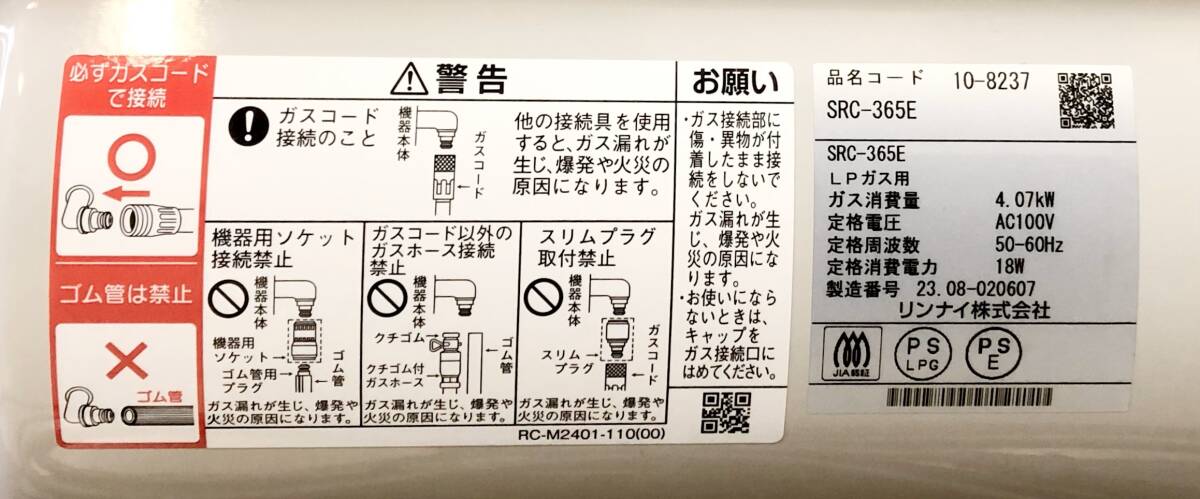 必ずガスコード
で接続
ゴム管は禁止
ゴム管
警告
ガスコード
接続のこと
機器本体
ガスコード
他の接続具を使用
すると、ガス漏れが
生じ、爆発や火災の
原因になります。
機器用ソケット
接続禁止
機器本体
機器用
ソケット
ゴム管用
プラグ
ゴム管
ガス漏れが生じ、爆発や
火災の原因になります。
ガスコード以外の
ガスホース接続
禁止
機器本体
クチゴム
クチゴム付
ガスホース
ゴム管
ガス漏れが生じ、爆発や
火災の原因になります。
スリムプラグ
取付禁止
機器本体
スリム
プラグ
ガスコード
ガス漏れが生じ、爆発や
火災の原因になります。
RC-M2401-110(00)
お願い
・ガス接続部に
傷・異物が付
着したまま接
続をしないで
ください。
ガス漏れが生
じ、爆発や火
災の原因にな
ります。
・お使いになら
ないときは、
キャップを
ガス接続口に
はめてください。
品名コード 10-8237
SRC-365E
SRC-365E
LPガス用
ガス消費量 4.07kW
定格電圧 AC100V
定格周波数 50-60Hz
定格消費電力 18W
製造番号 23.08-020607
リンナイ株式会社
JIA認証
PS
LPG
PS
E